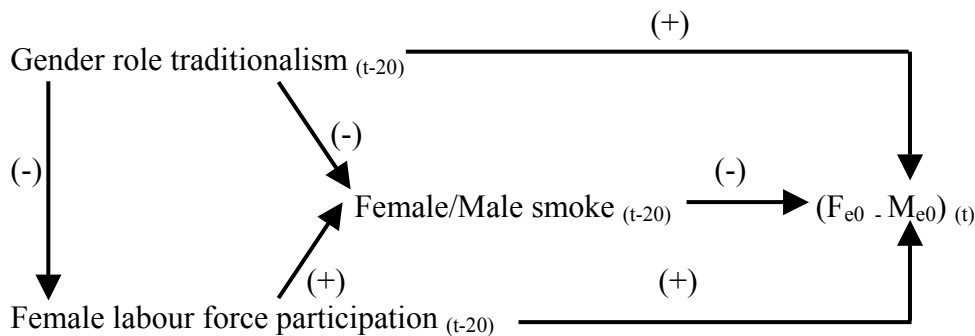 (+)
Gender role traditionalism (t-20)
(-)
(-)
(-)
Female/Male smoke (t-20)
(Fe0 - Me0) (t)
(+)
(+)
Female labour force participation (t-20)